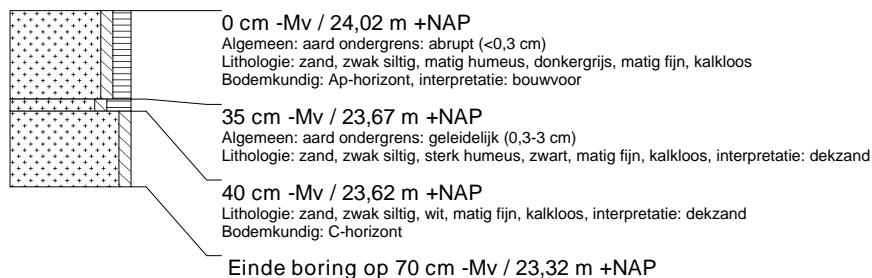 0 cm -Mv / 24,02 m +NAP
Algemeen: aard ondergrens: abrupt (<0,3 cm)
Lithologie: zand, zwak siltig, matig humeus, donkergrijs, matig fijn, kalkloos
Bodemkundig: Ap-horizont, interpretatie: bouwvoor
35 cm -Mv / 23,67 m +NAP
Algemeen: aard ondergrens: geleidelijk (0,3-3 cm)
Lithologie: zand, zwak siltig, sterk humeus, zwart, matig fijn, kalkloos, interpretatie: dekzand
40 cm -Mv / 23,62 m +NAP
Lithologie: zand, zwak siltig, wit, matig fijn, kalkloos, interpretatie: dekzand
Bodemkundig: C-horizont
Einde boring op 70 cm -Mv / 23,32 m +NAP